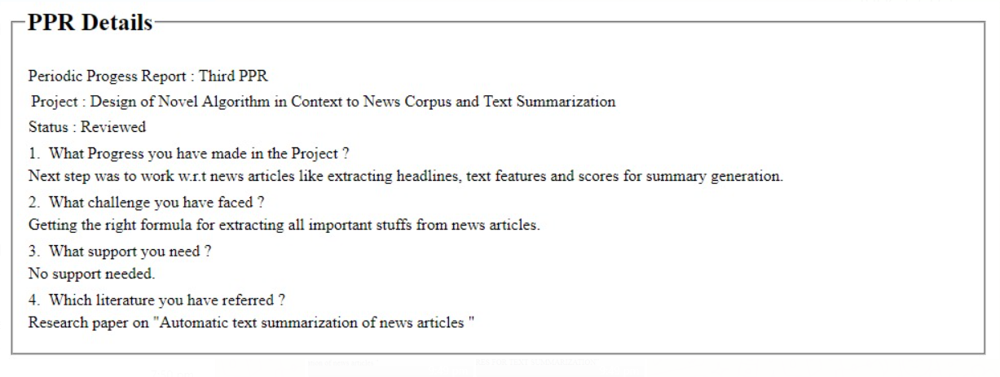 PPR Details
Periodic Progess Report : Third PPR
Project : Design of Novel Algorithm in Context to News Corpus and Text Summarization
Status : Reviewed
1. What Progress you have made in the Project ?
Next step was to work w.r.t news articles like extracting headlines, text features and scores for summary generation.
2. What challenge you have faced ?
Getting the right formula for extracting all important stuffs from news articles.
3. What support you need ?
No support needed.
4. Which literature you have referred ?
Research paper on "Automatic text summarization of news articles "